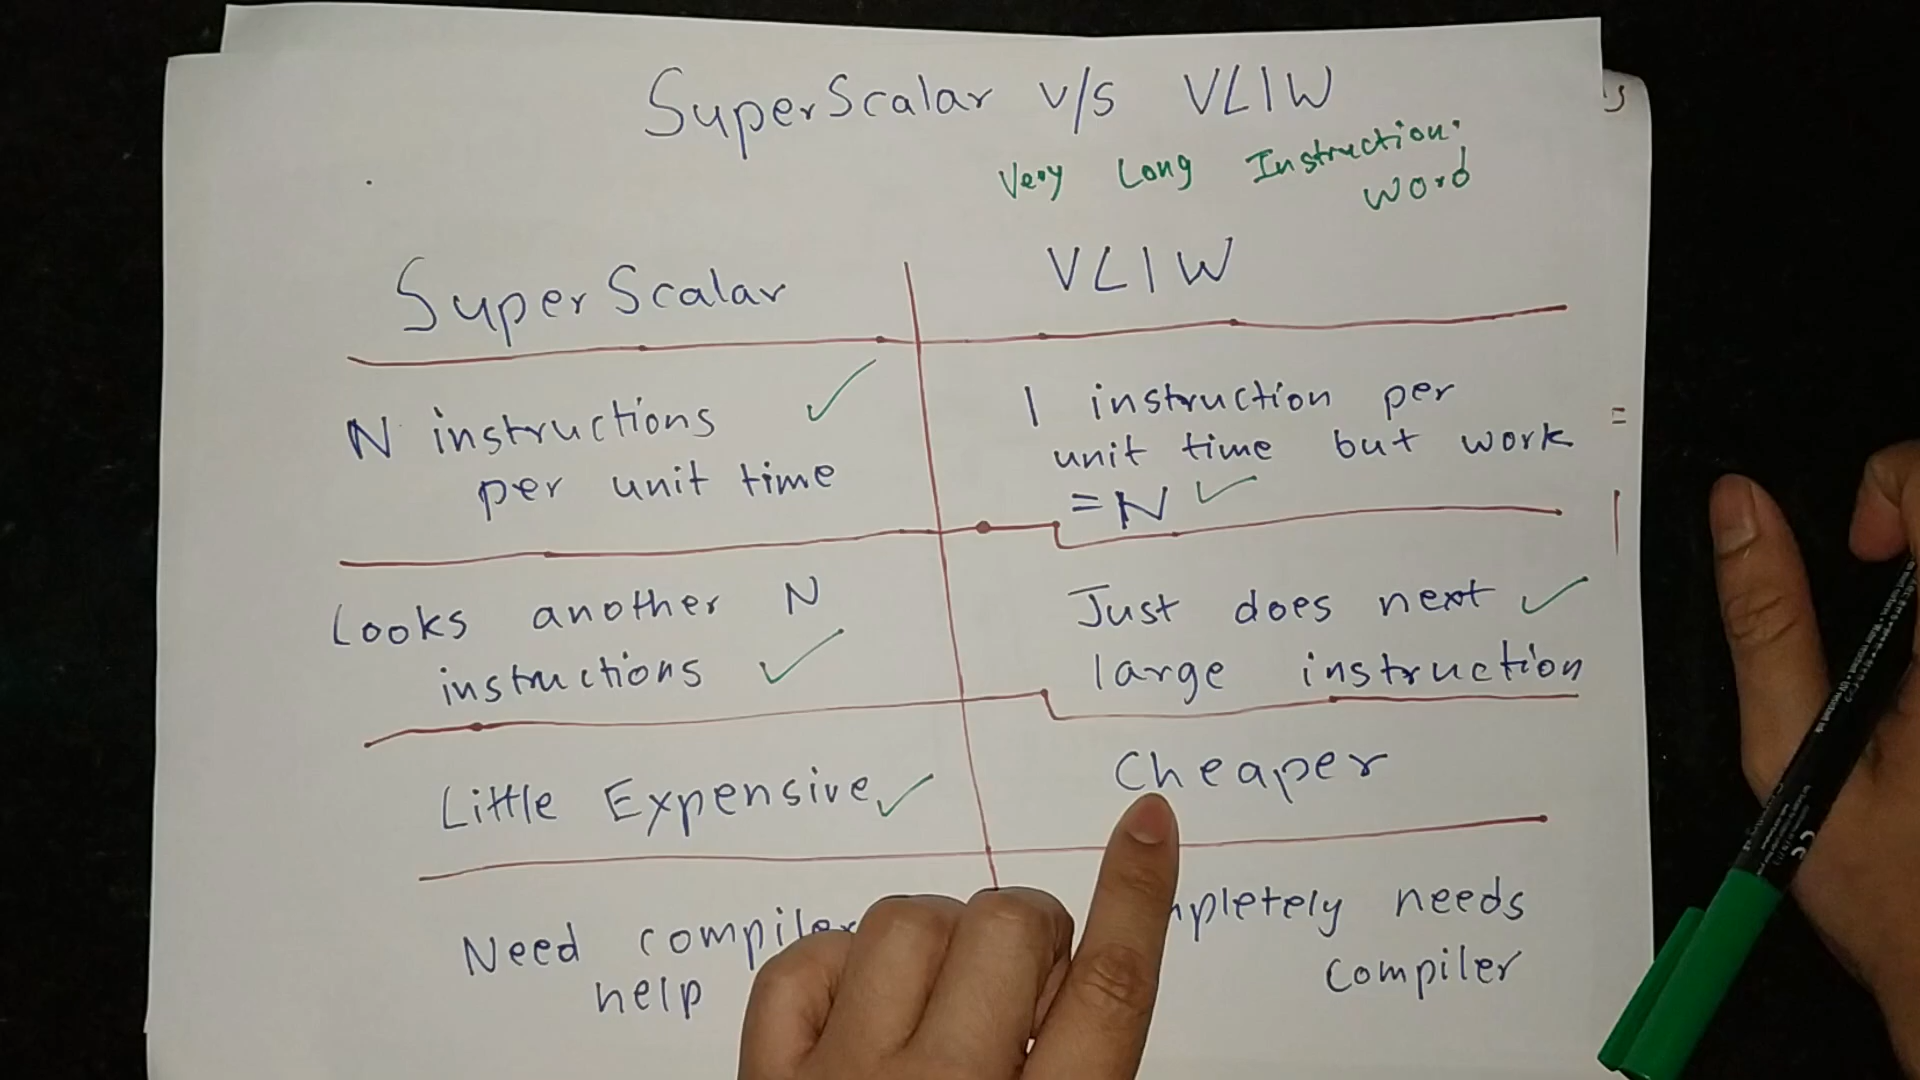 SuperScalar v/s VLIW
Very Long Instruction
Word
SuperScalar
VLIW
N instructions
per unit time
1 instruction per
unit time but work
= N
Looks another N
instructions
Just does next
large instruction
Little Expensive
Cheaper
Need compiler
help
needs
compiler